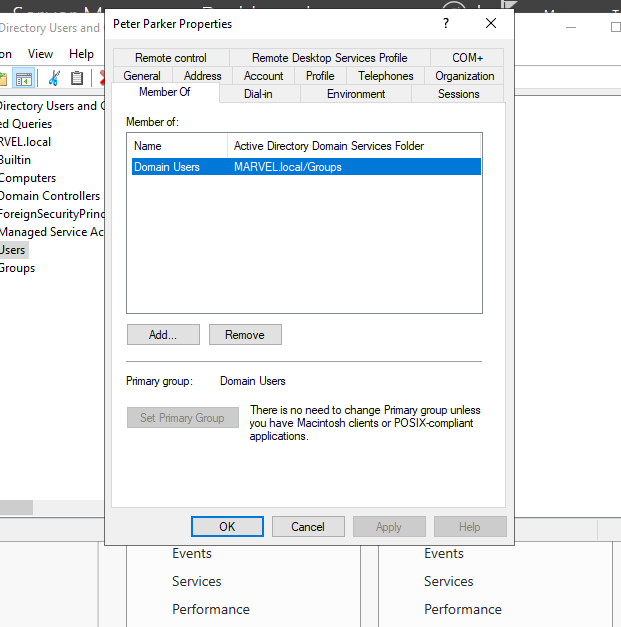 Peter Parker Properties
?
Directory Users and C
on View Help
Directory Users and C
ed Queries
RVEL.local
Builtin
Computers
Domain Controllers
ForeignSecurityPrinc
Managed Service Ac
Users
Groups
Remote control Remote Desktop Services Profile COM+
General Address Account Profile Telephones Organization
Member Of Dial-in Environment Sessions
Member of:
Name Active Directory Domain Services Folder
Domain Users MARVEL.local/Groups
Add... Remove
Primary group: Domain Users
Set Primary Group
There is no need to change Primary group unless
you have Macintosh clients or POSIX-compliant
applications.
OK Cancel Apply Help
Events Events
Services Services
Performance Performance